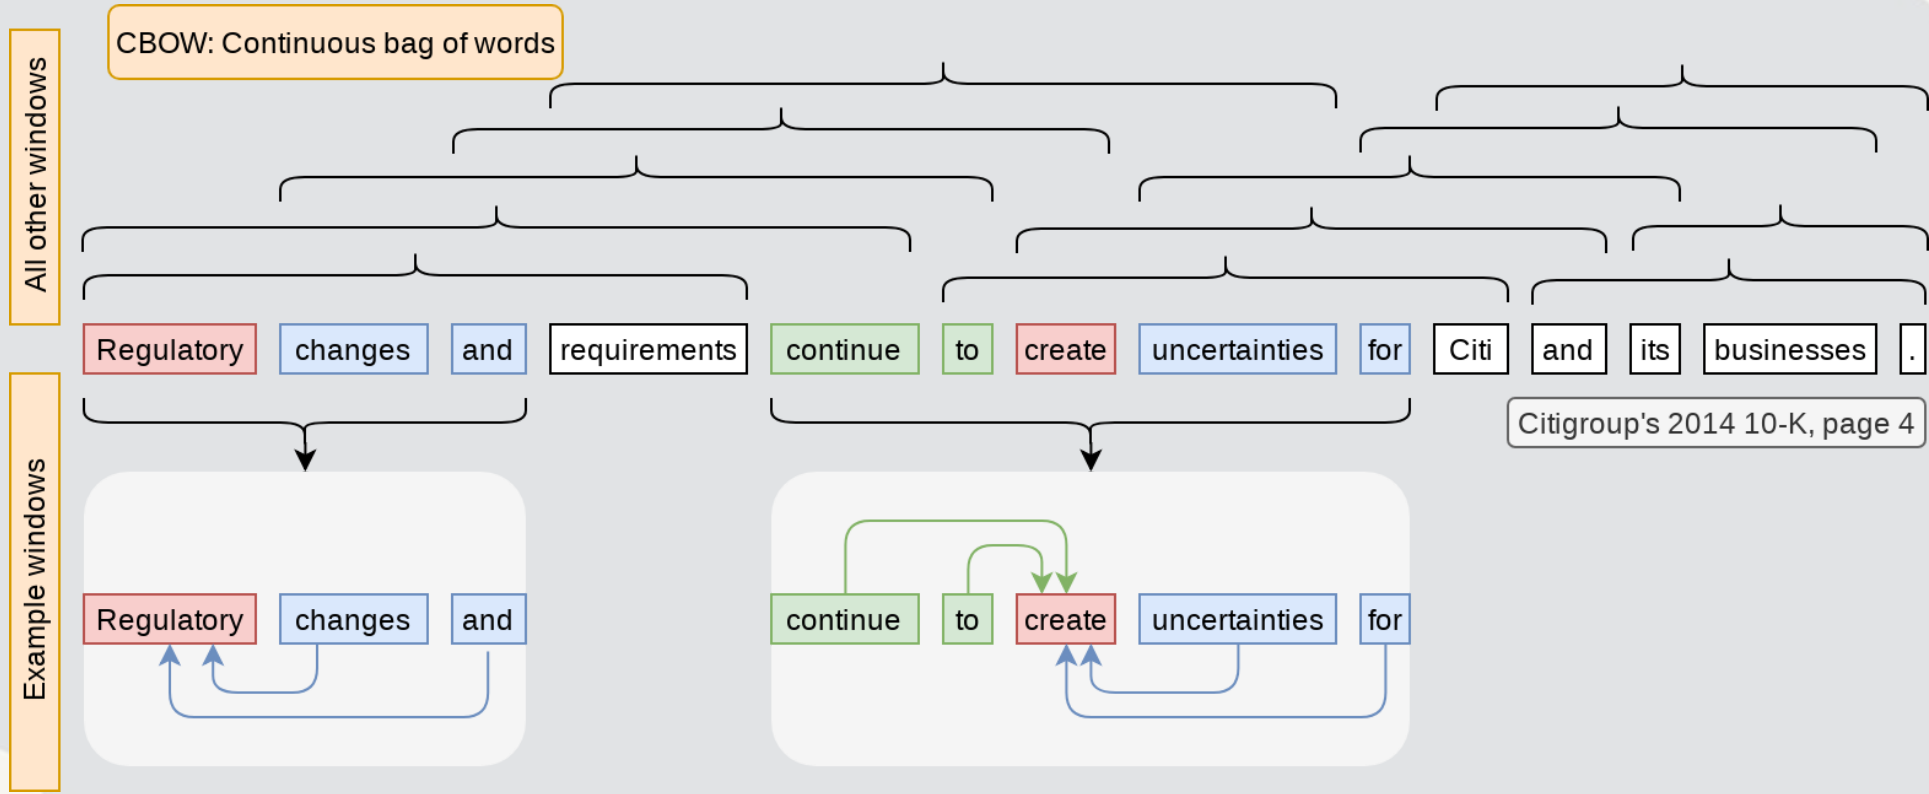 CBOW: Continuous bag of words
All other windows
Regulatory changes and requirements continue to create uncertainties for Citi and its businesses .
Citigroup's 2014 10-K, page 4
Example windows
Regulatory changes and
continue to create uncertainties for